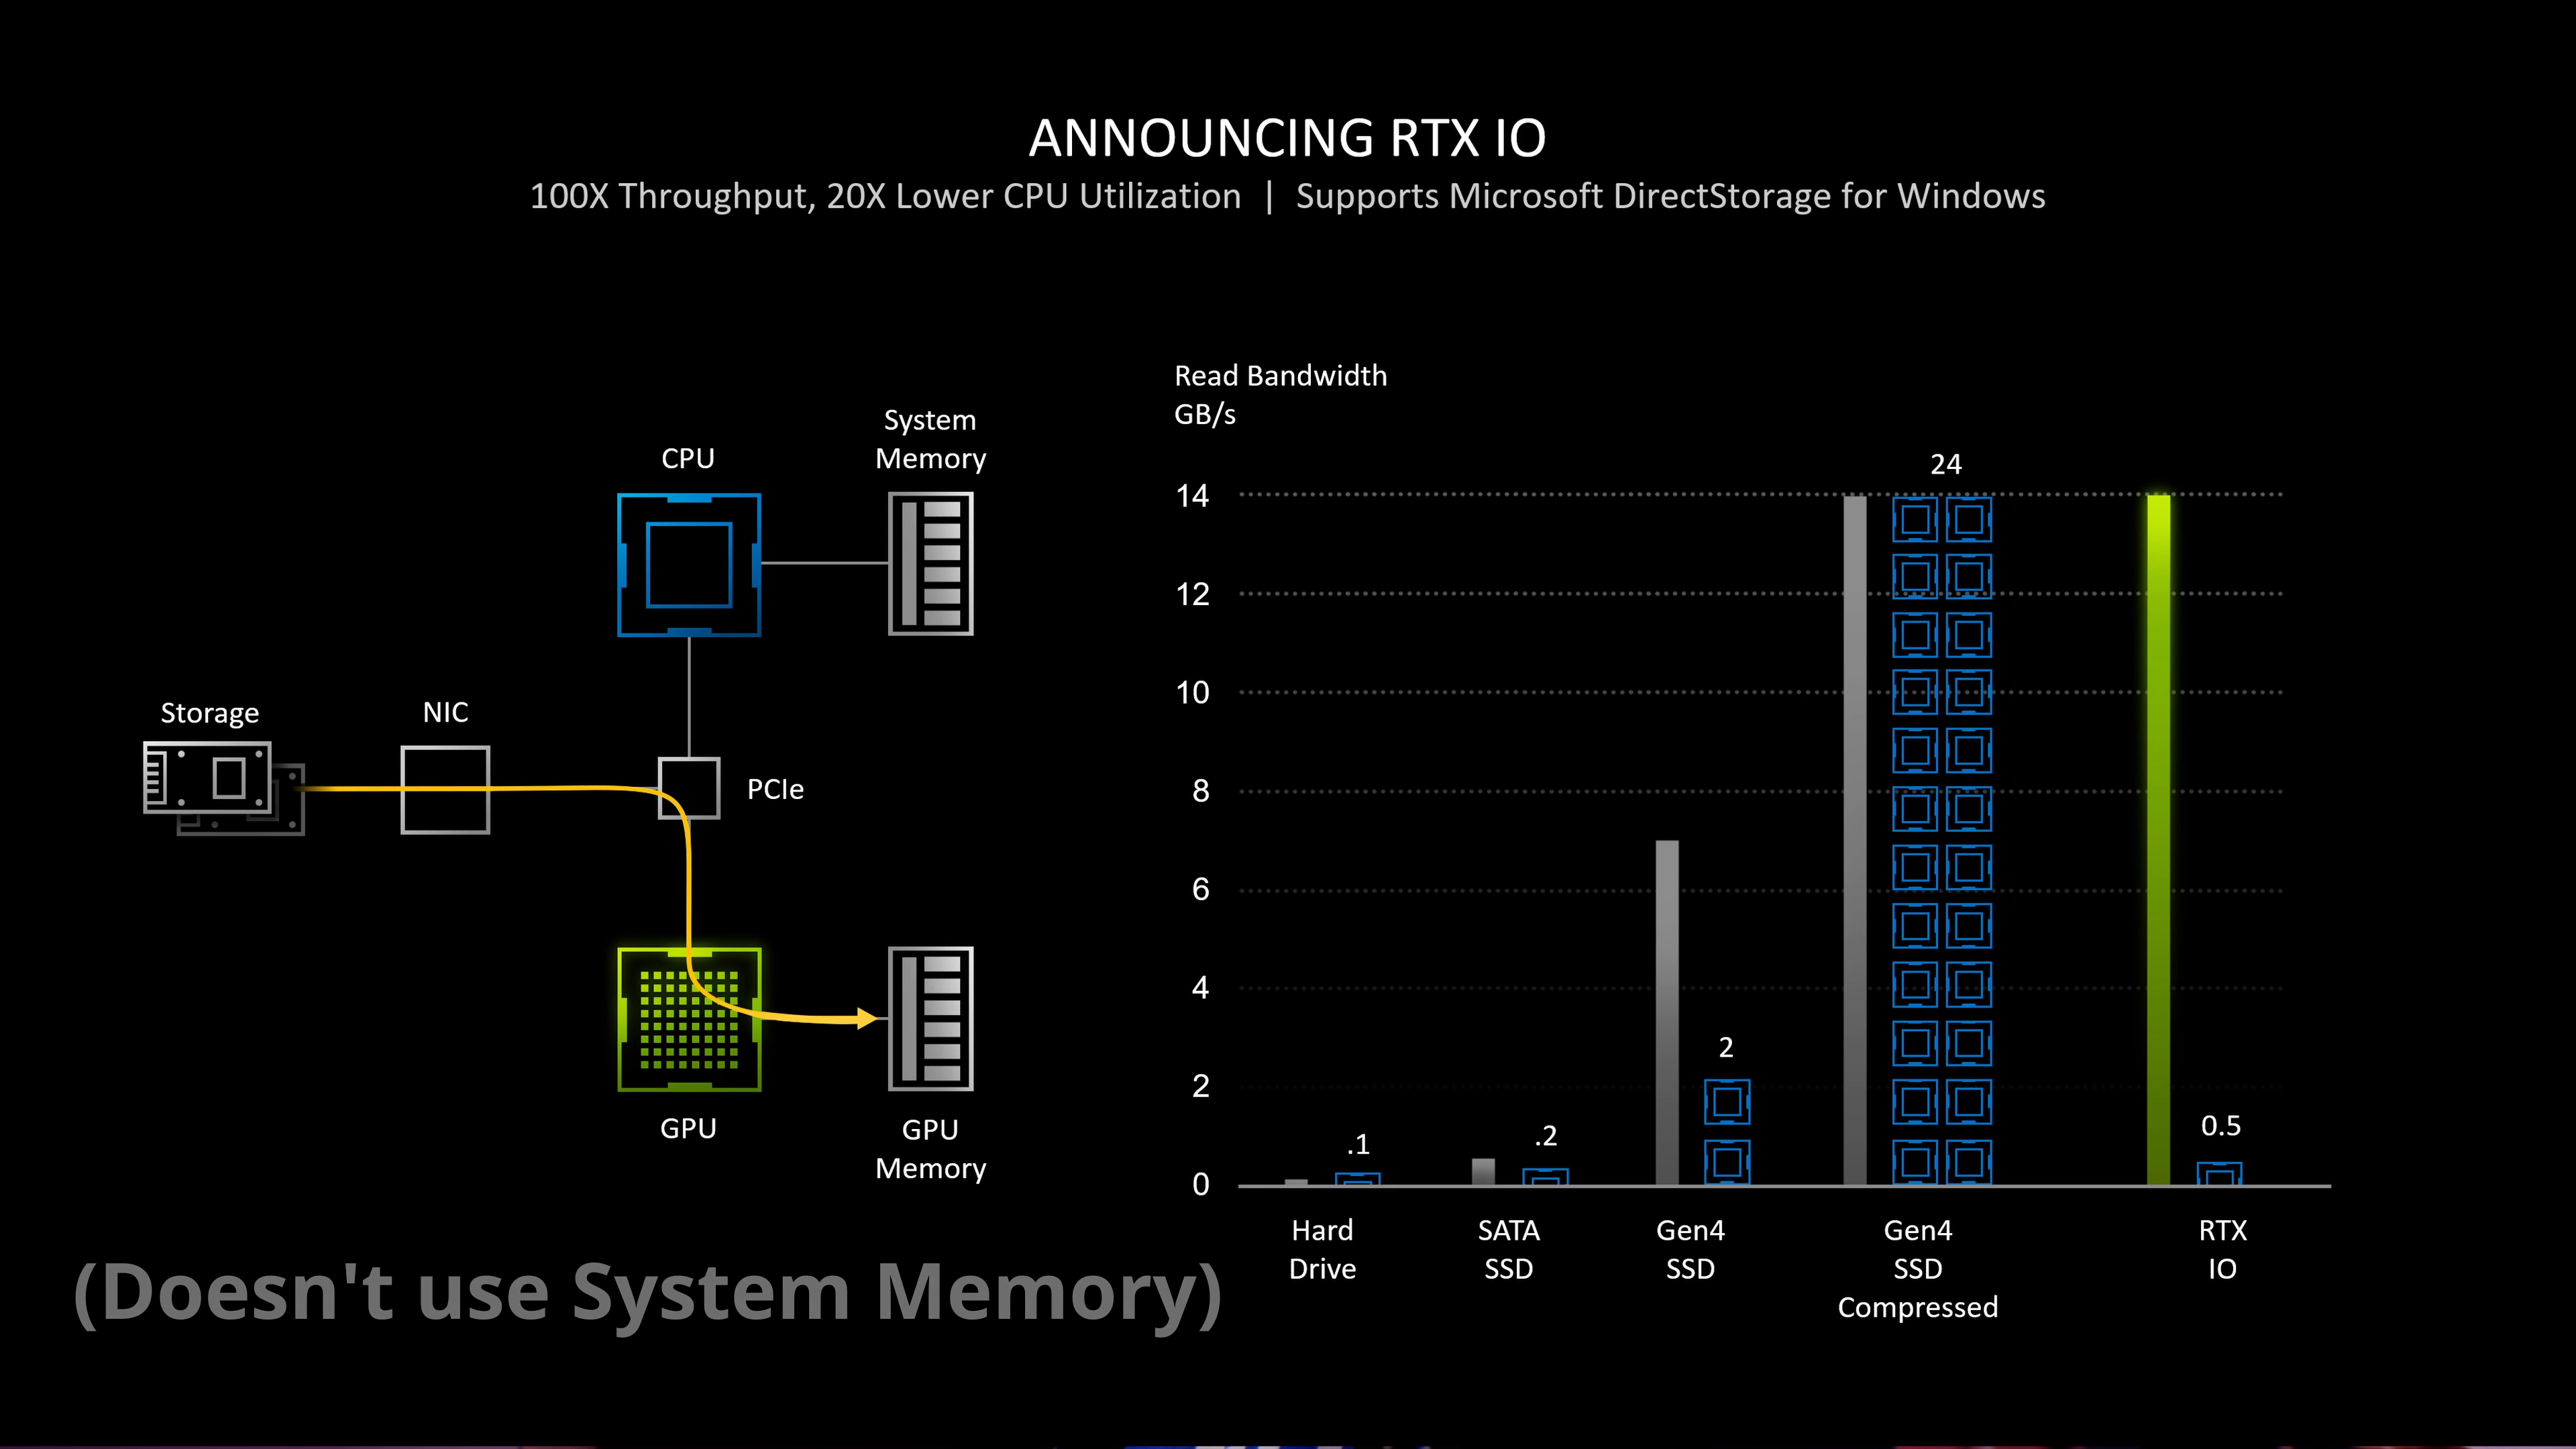 ANNOUNCING RTX IO
100X Throughput, 20X Lower CPU Utilization | Supports Microsoft DirectStorage for Windows
System
Memory
CPU
Storage
NIC
PCIe
GPU
GPU
Memory
(Doesn't use System Memory)
Read Bandwidth
GB/s
14
12
10
8
6
4
2
0
.1
.2
2
24
0.5
Hard
Drive
SATA
SSD
Gen4
SSD
Gen4
SSD
Compressed
RTX
IO